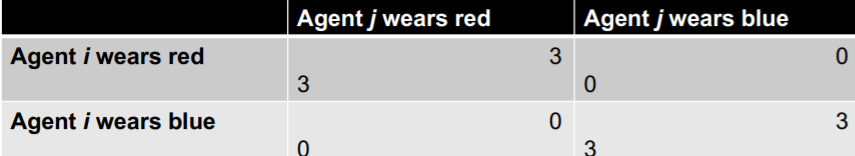 Agent j wears red Agent j wears blue
Agent i wears red 3 0
3 0
Agent i wears blue 0 3
0 3